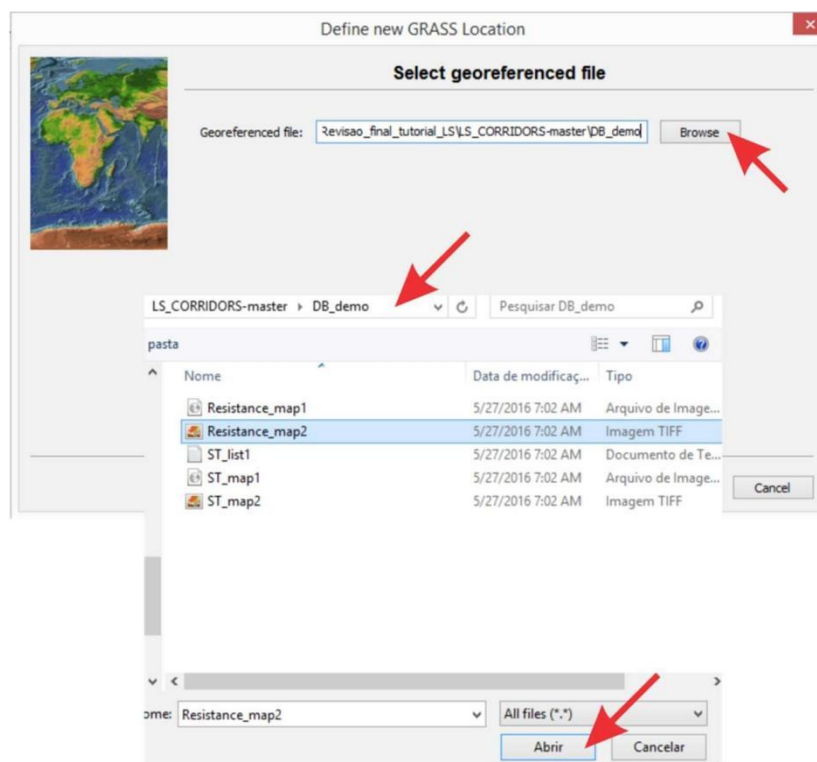 Define new GRASS Location
Select georeferenced file
Georeferenced file: Revisao_final_tutorial_LS\LS_CORRIDORS-master\DB_demo Browse
LS_CORRIDORS-master DB_demo Pesquisar DB_demo
pasta
Nome Data de modificaç... Tipo
Resistance_map1 5/27/2016 7:02 AM Arquivo de Image...
Resistance_map2 5/27/2016 7:02 AM Imagem TIFF
ST_list1 5/27/2016 7:02 AM Documento de Te...
ST_map1 5/27/2016 7:02 AM Arquivo de Image...
Cancel
ST_map2 5/27/2016 7:02 AM Imagem TIFF
ome: Resistance_map2 All files (*.*)
Abrir Cancelar